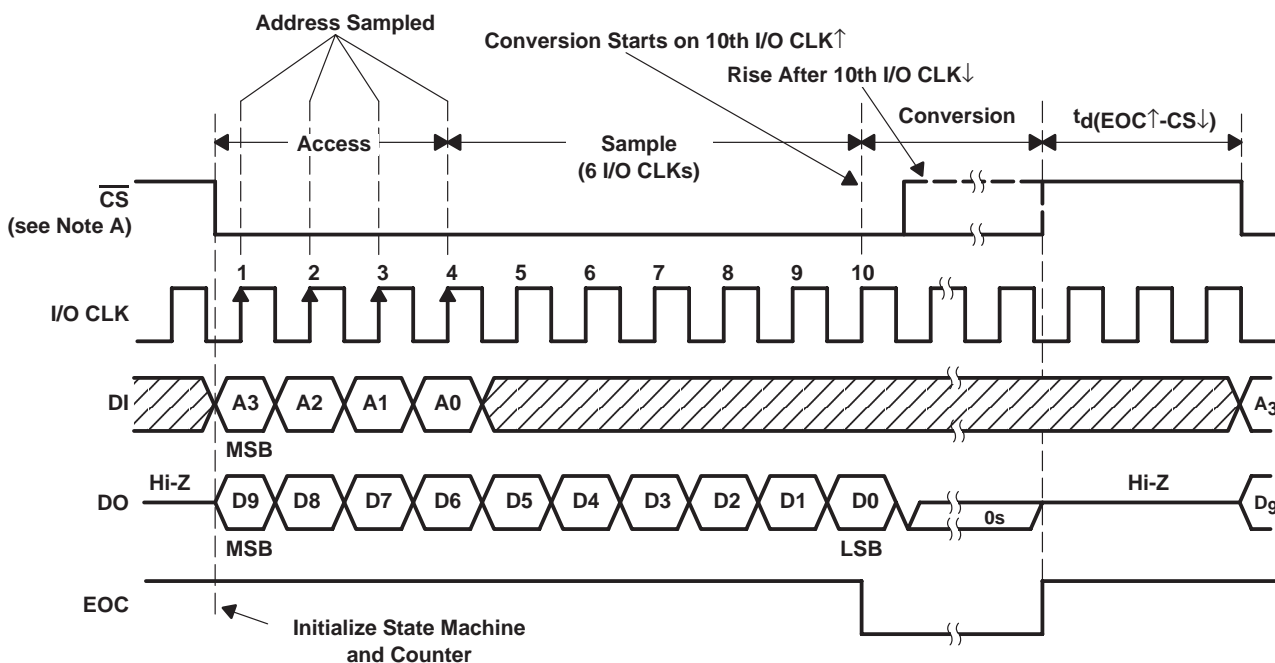 Address Sampled
Conversion Starts on 10th I/O CLK↑
Rise After 10th I/O CLK↓
Access
Sample
(6 I/O CLKs)
Conversion
td(EOC↑-CS↓)
CS
(see Note A)
1 2 3 4 5 6 7 8 9 10
I/O CLK
DI A3 A2 A1 A0 A3
MSB
Hi-Z
Hi-Z
DO D9 D8 D7 D6 D5 D4 D3 D2 D1 D0 0s D9
MSB LSB
EOC
Initialize State Machine
and Counter